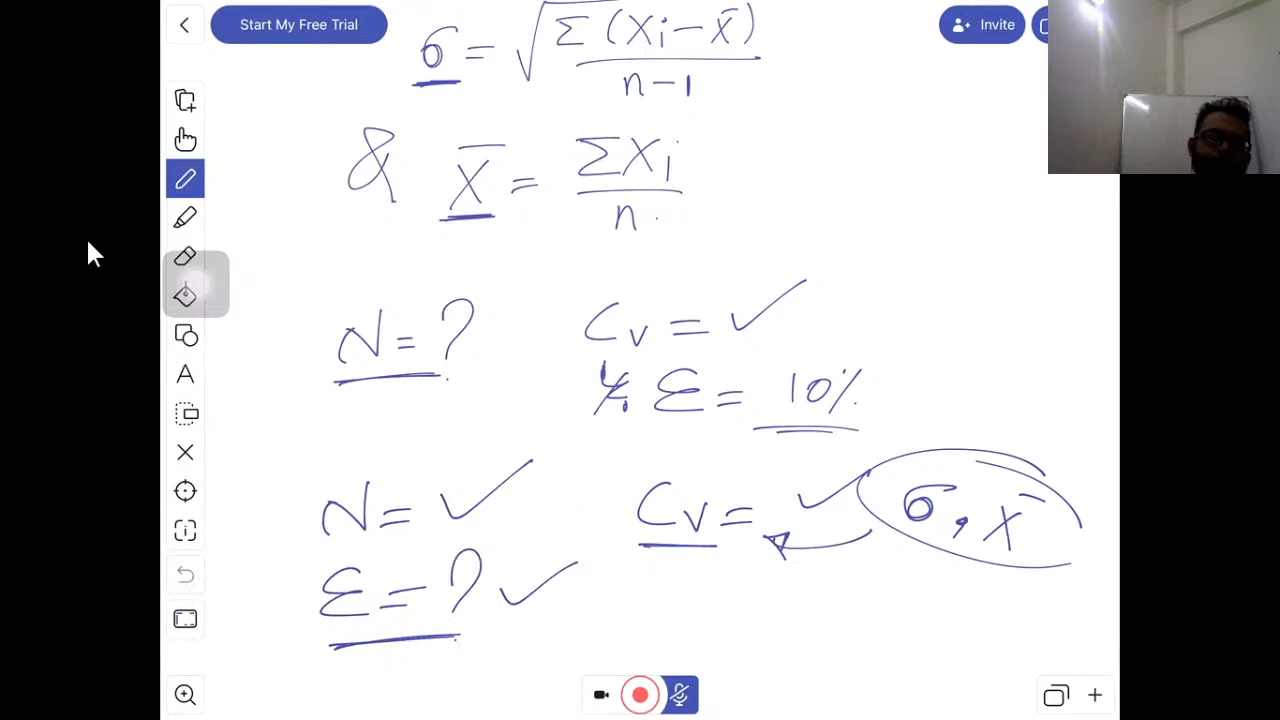 Start My Free Trial
Invite
σ = √ Σ (Xi – x̄) / n – 1
& X̄ = ΣXi / n
N = ? Cv = ✓
% Ɛ = 10%
N = ✓ Cv = ✓ σ, x̄
Ɛ = ? ✓
A